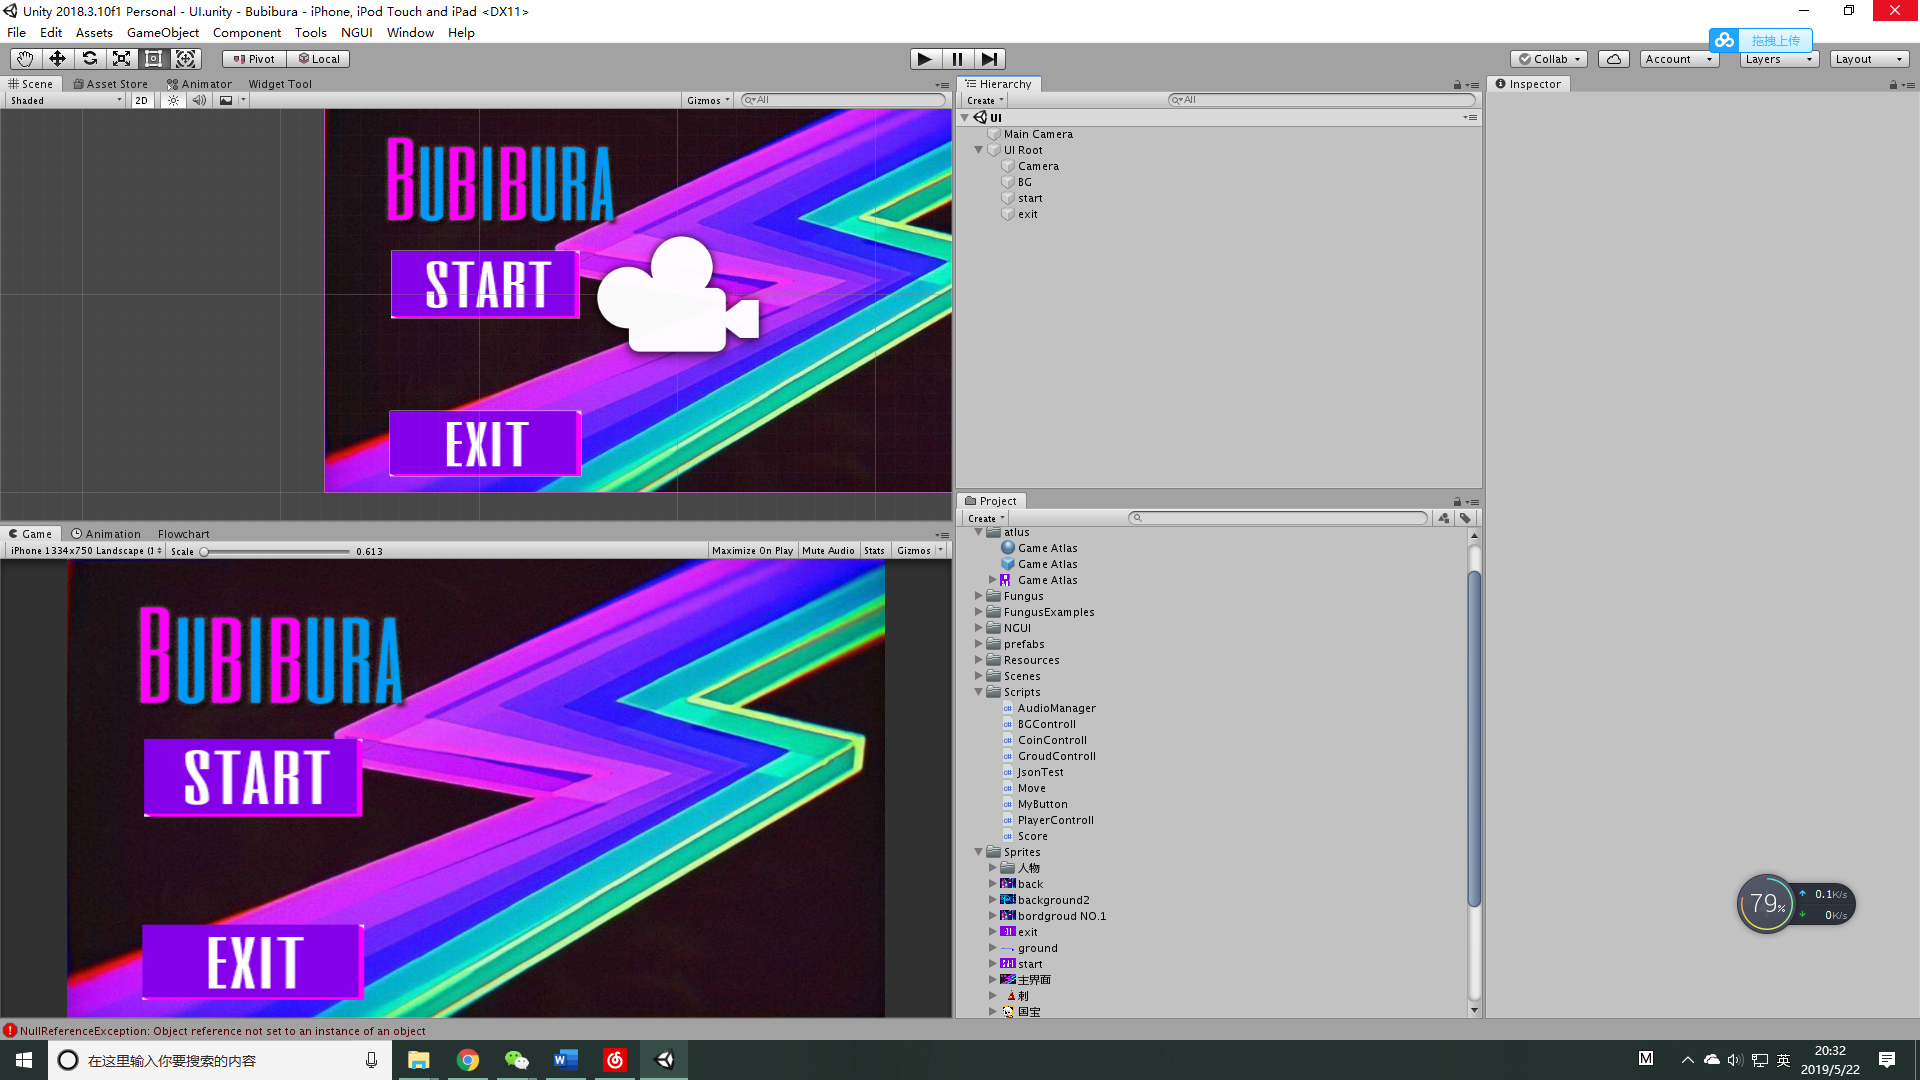 Unity 2018.3.10f1 Personal - UI.unity - Bubibura - iPhone, iPod Touch and iPad <DX11>
File Edit Assets GameObject Component Tools NGUI Window Help
Pivot Local
Collab Account Layers Layout
拖拽上传
Scene Asset Store Animator Widget Tool
Shaded 2D Gizmos All
BUBIBURA
START
EXIT
Game Animation Flowchart
iPhone 1334x750 Landscape (1 Scale 0.613 Maximize On Play Mute Audio Stats Gizmos
BUBIBURA
START
EXIT
Hierarchy
Create All
UI
Main Camera
UI Root
Camera
BG
start
exit
Project
Create
atlus
Game Atlas
Game Atlas
Game Atlas
Fungus
FungusExamples
NGUI
prefabs
Resources
Scenes
Scripts
AudioManager
BGControll
CoinControll
GroudControll
JsonTest
Move
MyButton
PlayerControll
Score
Sprites
人物
back
background2
bordgroud NO.1
exit
ground
start
主界面
刺
国宝
Inspector
79%
0.1K/s
0K/s
NullReferenceException: Object reference not set to an instance of an object
在这里输入你要搜索的内容
M
英
20:32
2019/5/22